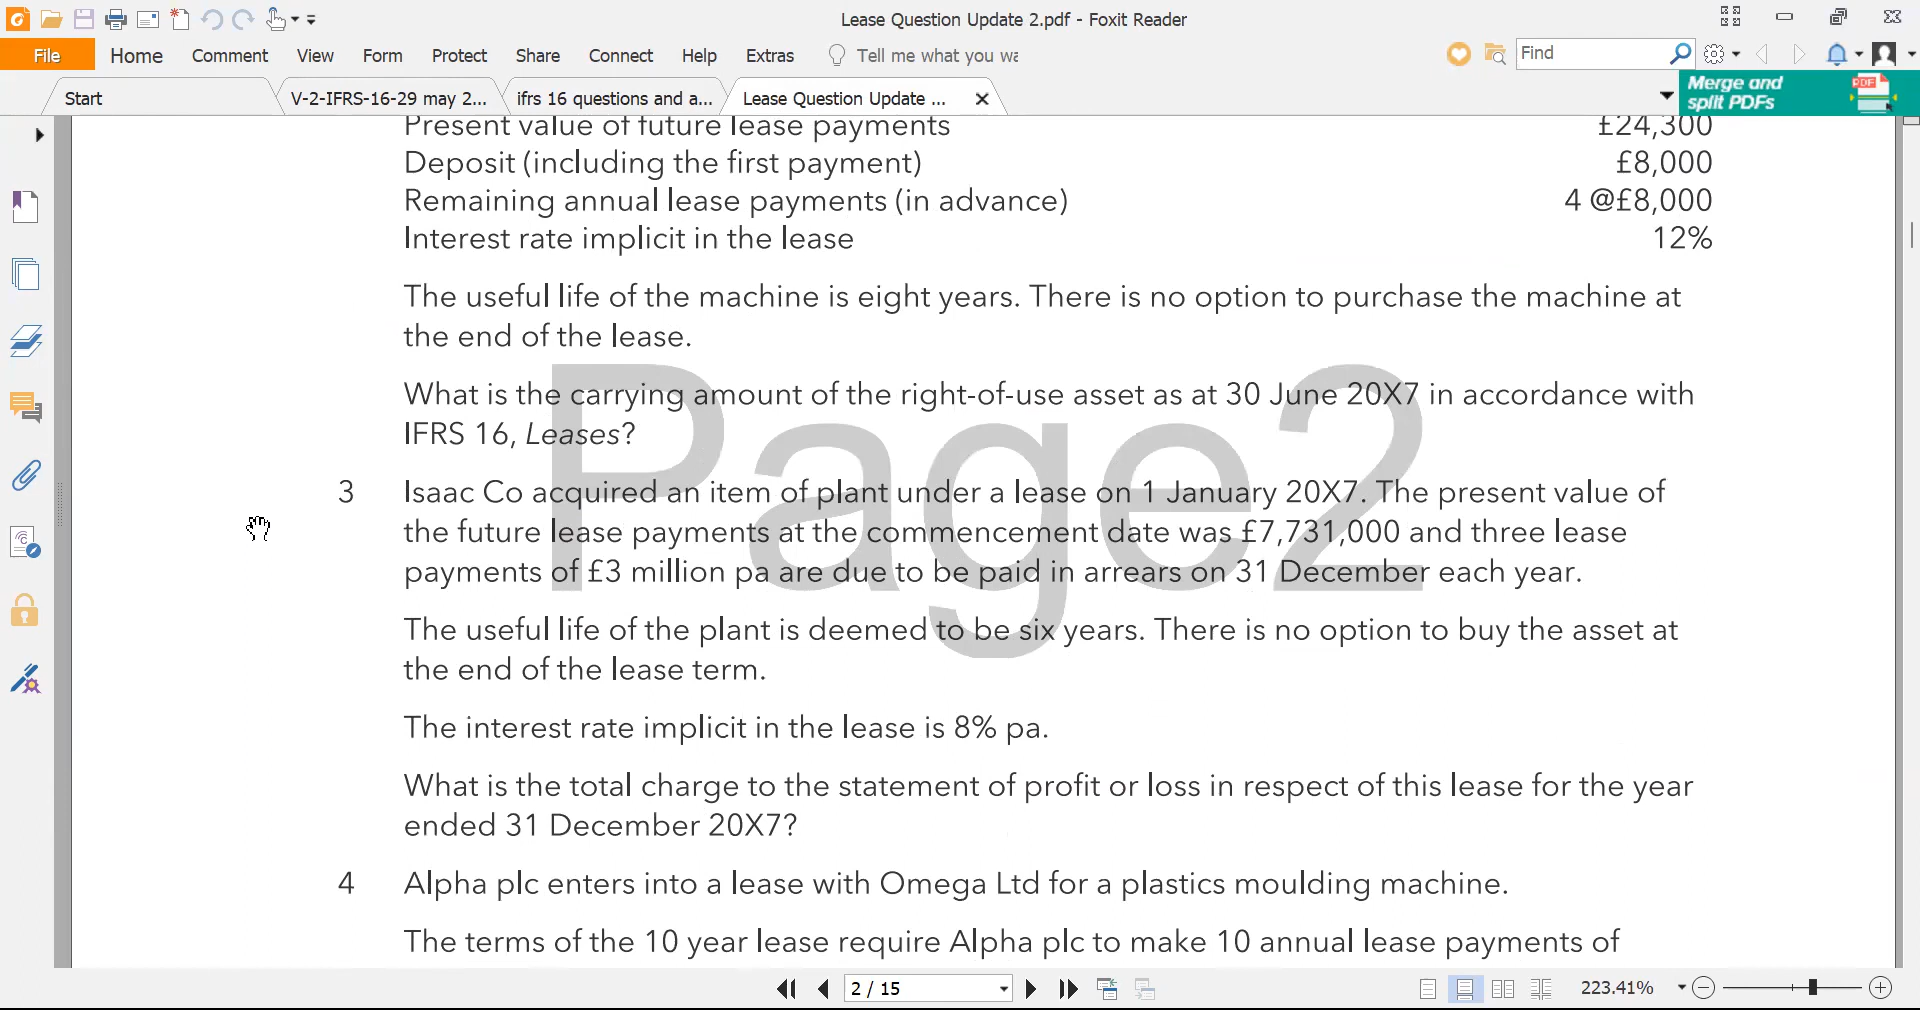 Lease Question Update 2.pdf - Foxit Reader
File Home Comment View Form Protect Share Connect Help Extras Tell me what you wa Find
Start V-2-IFRS-16-29 may 2... ifrs 16 questions and a... Lease Question Update ...
Merge and
split PDFs
PDF
Present value of future lease payments £24,300
Deposit (including the first payment) £8,000
Remaining annual lease payments (in advance) 4 @£8,000
Interest rate implicit in the lease 12%
The useful life of the machine is eight years. There is no option to purchase the machine at
the end of the lease.
What is the carrying amount of the right-of-use asset as at 30 June 20X7 in accordance with
IFRS 16, Leases?
Page2
3 Isaac Co acquired an item of plant under a lease on 1 January 20X7. The present value of
the future lease payments at the commencement date was £7,731,000 and three lease
payments of £3 million pa are due to be paid in arrears on 31 December each year.
The useful life of the plant is deemed to be six years. There is no option to buy the asset at
the end of the lease term.
The interest rate implicit in the lease is 8% pa.
What is the total charge to the statement of profit or loss in respect of this lease for the year
ended 31 December 20X7?
4 Alpha plc enters into a lease with Omega Ltd for a plastics moulding machine.
The terms of the 10 year lease require Alpha plc to make 10 annual lease payments of
2 / 15 223.41%